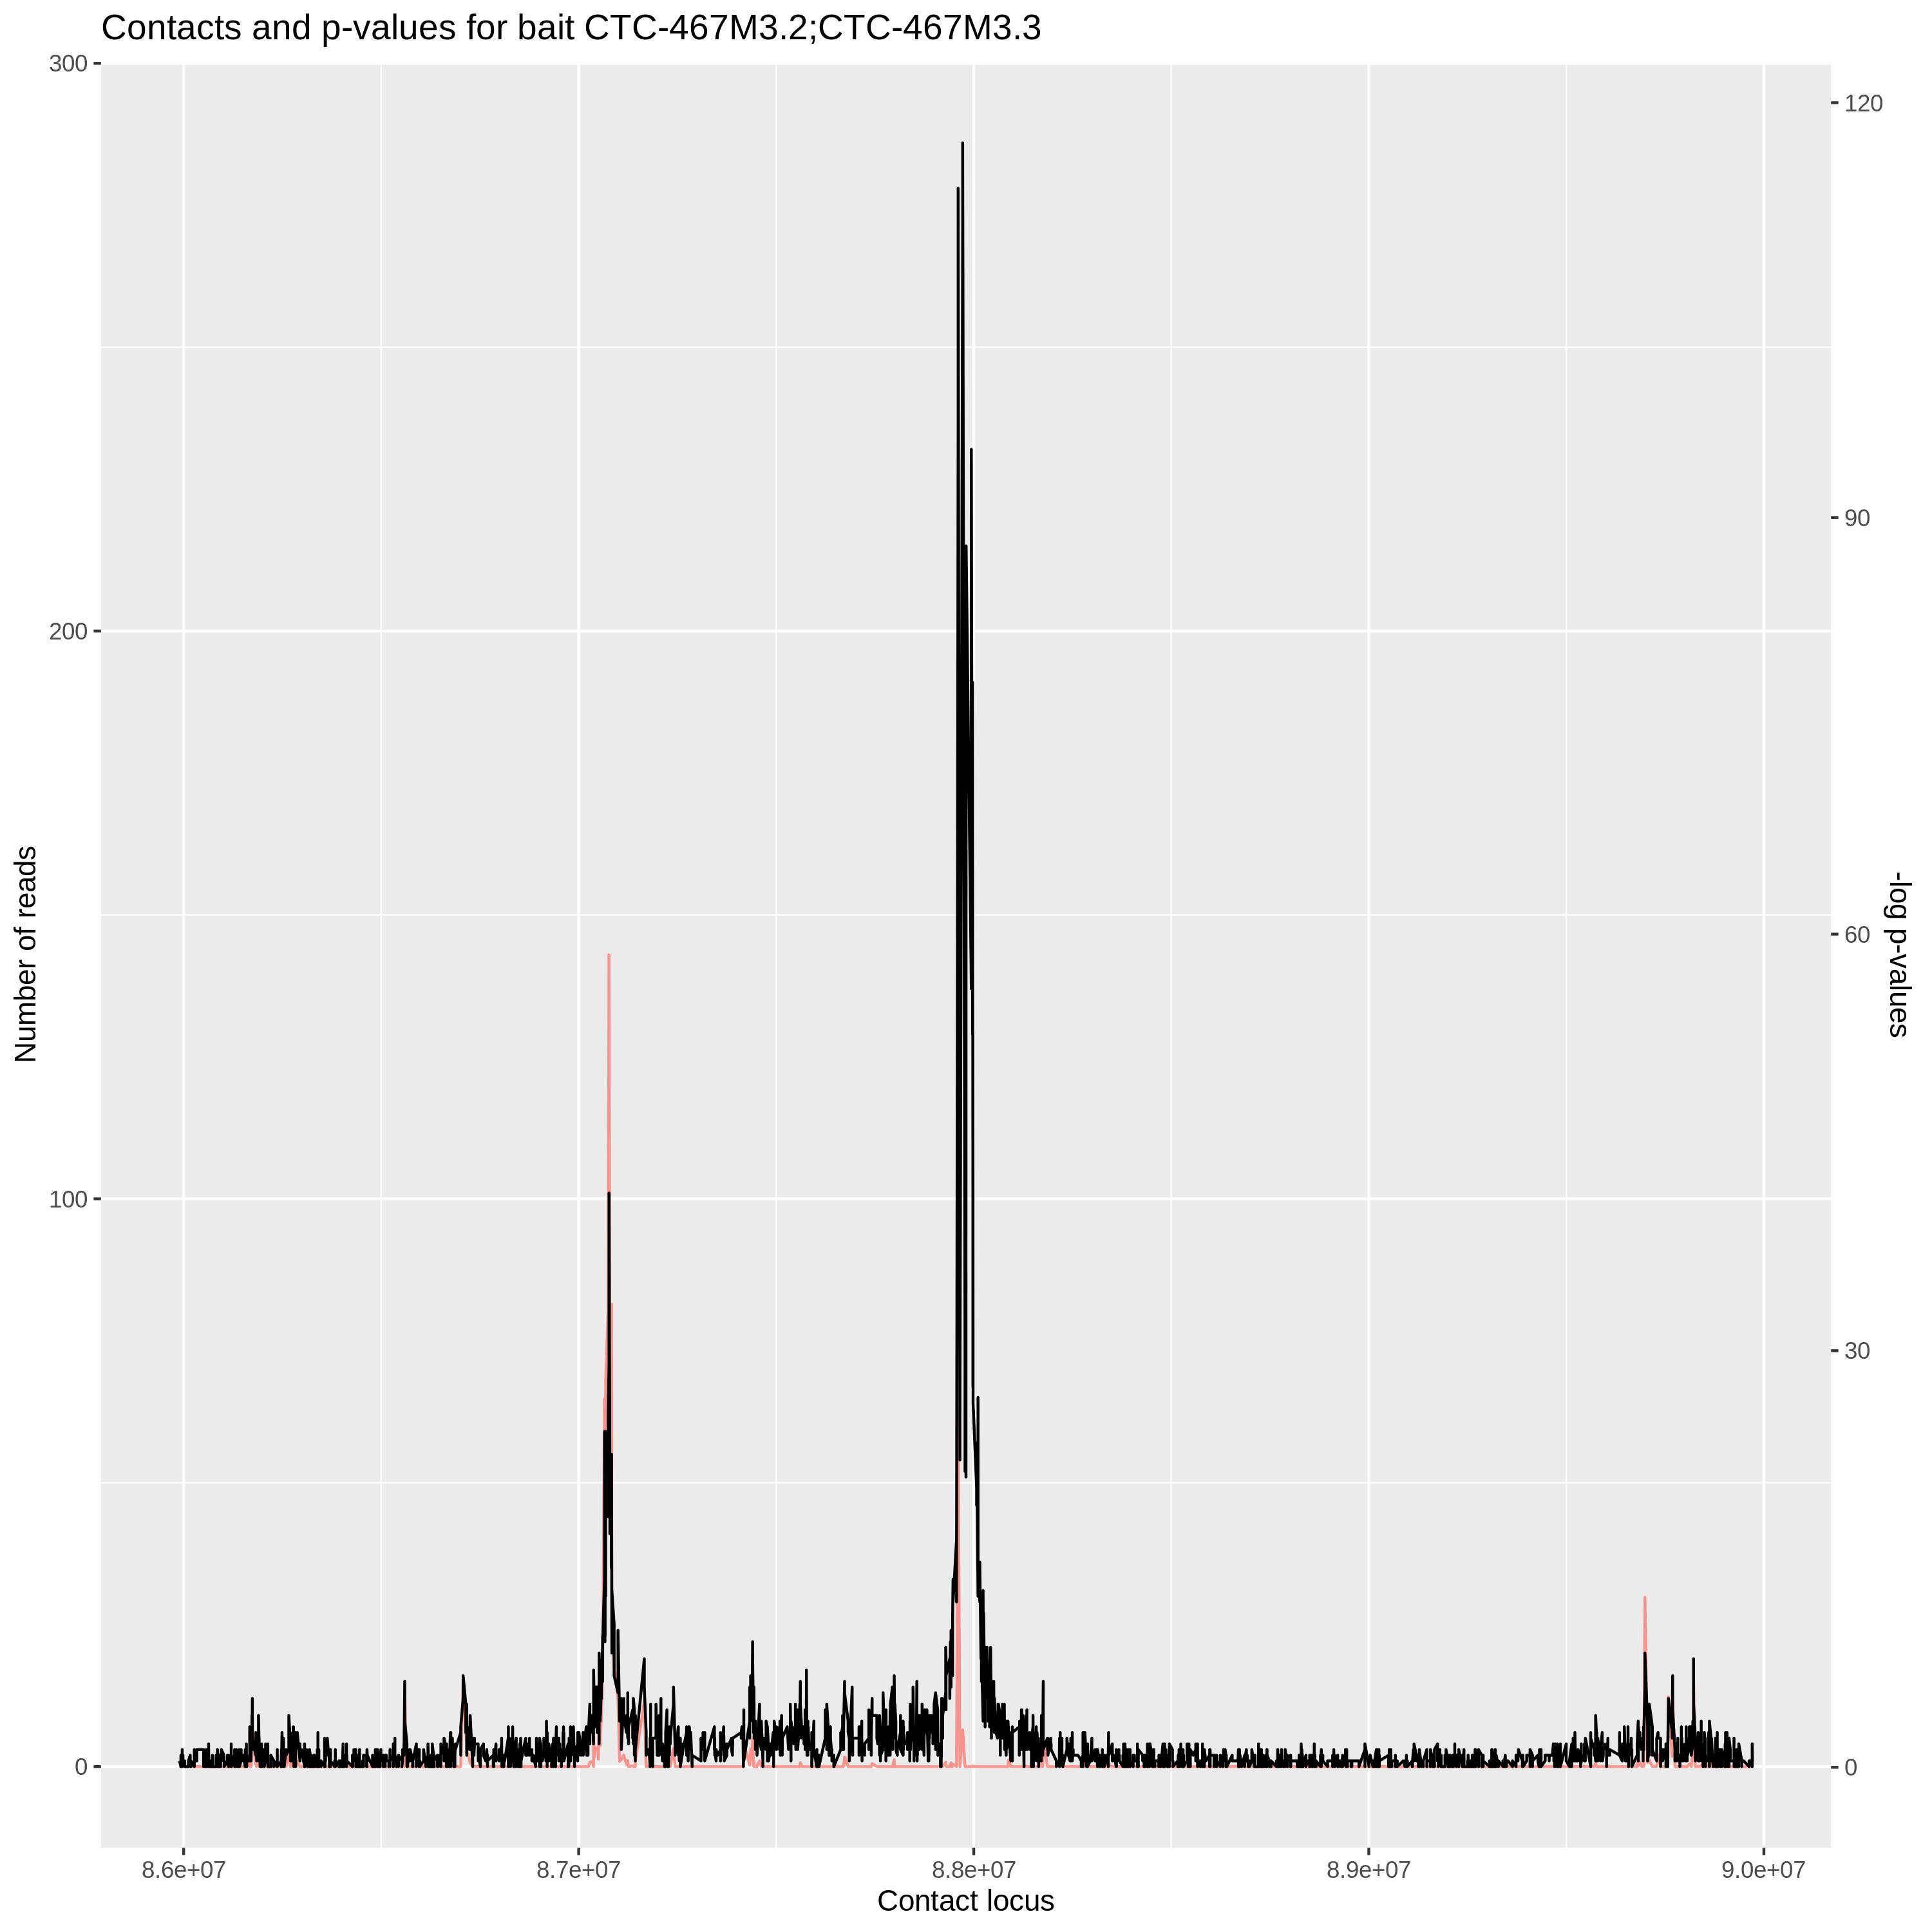 Contacts and p-values for bait CTC-467M3.2;CTC-467M3.3
300
200
100
0
Number of reads
120
90
60
30
0
-log p-values
8.6e+07
8.7e+07
8.8e+07
8.9e+07
9.0e+07
Contact locus